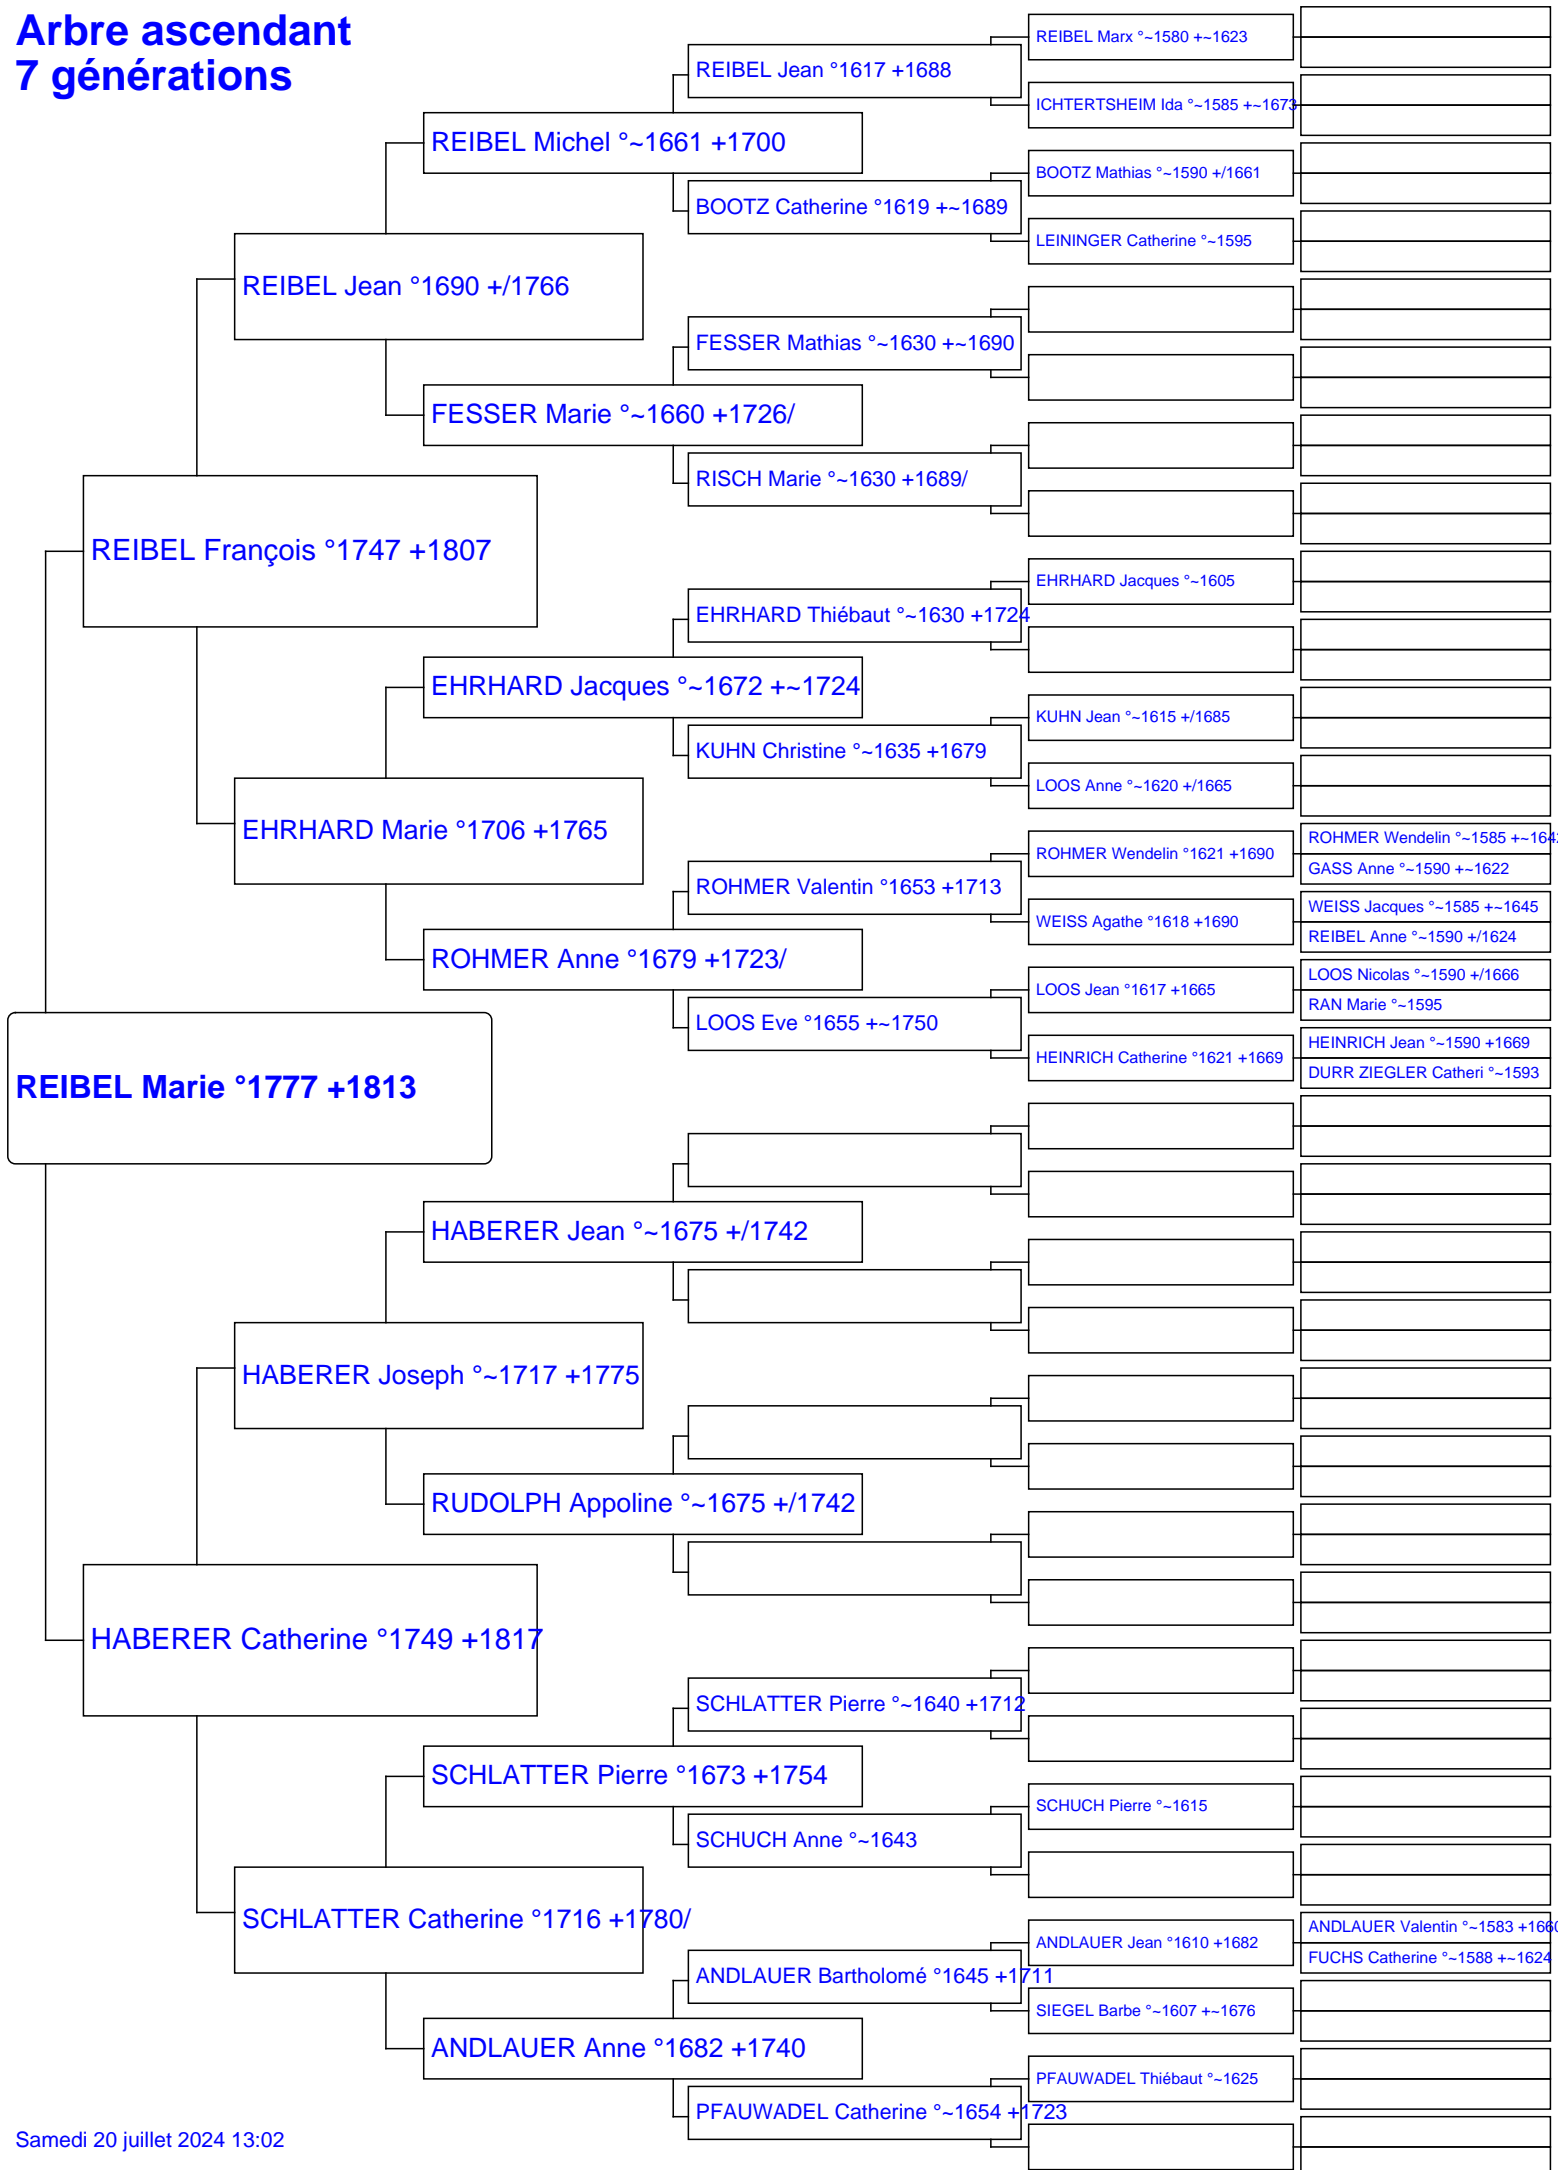 Arbre ascendant
7 générations
REIBEL Marx °~1580 +~1623
REIBEL Jean °1617 +1688
ICHTERTSHEIM Ida °~1585 +~1673
REIBEL Michel °~1661 +1700
BOOTZ Mathias °~1590 +/1661
BOOTZ Catherine °1619 +~1689
LEININGER Catherine °~1595
REIBEL Jean °1690 +/1766
FESSER Mathias °~1630 +~1690
FESSER Marie °~1660 +1726/
RISCH Marie °~1630 +1689/
REIBEL François °1747 +1807
EHRHARD Jacques °~1605
EHRHARD Thiébaut °~1630 +1724
EHRHARD Jacques °~1672 +~1724
KUHN Jean °~1615 +/1685
KUHN Christine °~1635 +1679
LOOS Anne °~1620 +/1665
EHRHARD Marie °1706 +1765
ROHMER Wendelin °~1585 +~1642
ROHMER Wendelin °1621 +1690
GASS Anne °~1590 +~1622
ROHMER Valentin °1653 +1713
WEISS Jacques °~1585 +~1645
WEISS Agathe °1618 +1690
REIBEL Anne °~1590 +/1624
ROHMER Anne °1679 +1723/
LOOS Nicolas °~1590 +/1666
LOOS Jean °1617 +1665
RAN Marie °~1595
LOOS Eve °1655 +~1750
HEINRICH Jean °~1590 +1669
HEINRICH Catherine °1621 +1669
DURR ZIEGLER Catheri °~1593
REIBEL Marie °1777 +1813
HABERER Jean °~1675 +/1742
HABERER Joseph °~1717 +1775
RUDOLPH Appoline °~1675 +/1742
HABERER Catherine °1749 +1817
SCHLATTER Pierre °~1640 +1712
SCHLATTER Pierre °1673 +1754
SCHUCH Pierre °~1615
SCHUCH Anne °~1643
SCHLATTER Catherine °1716 +1780/
ANDLAUER Valentin °~1583 +1660
ANDLAUER Jean °1610 +1682
FUCHS Catherine °~1588 +~1624
ANDLAUER Bartholomé °1645 +1711
SIEGEL Barbe °~1607 +~1676
ANDLAUER Anne °1682 +1740
PFAUWADEL Thiébaut °~1625
PFAUWADEL Catherine °~1654 +1723
Samedi 20 juillet 2024 13:02